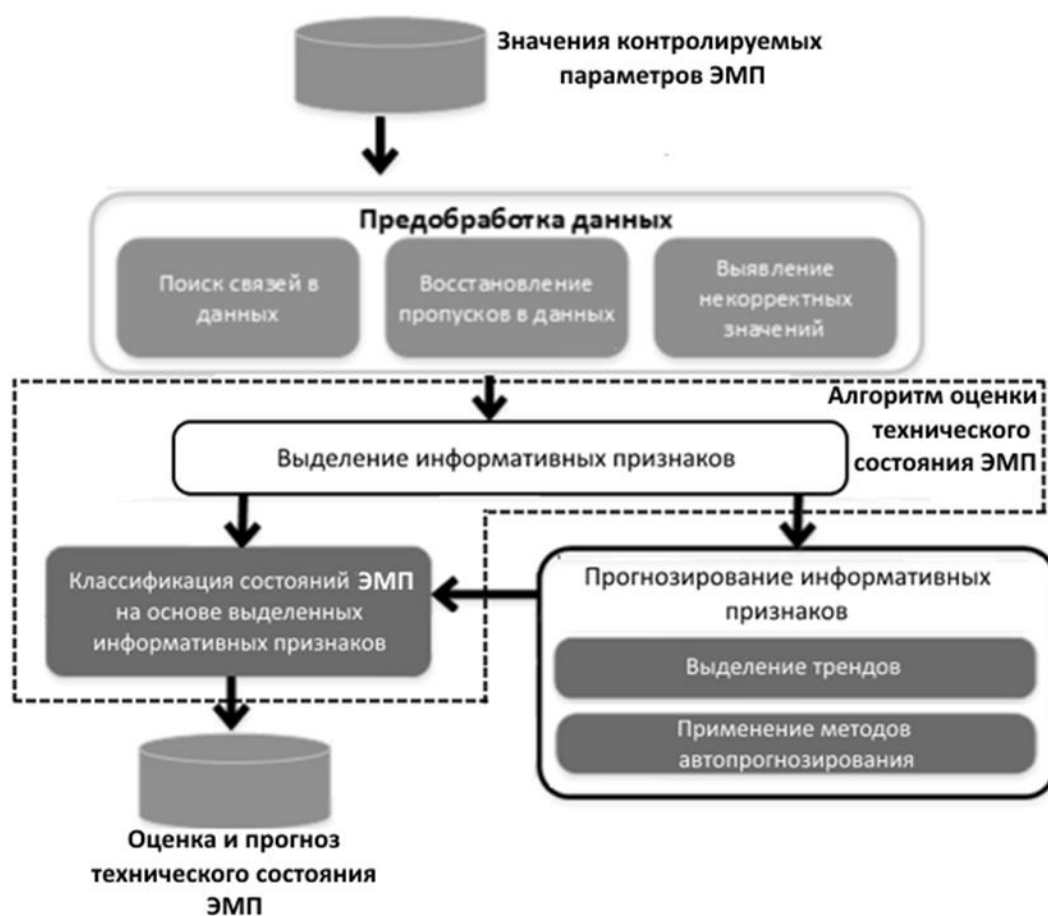 Значения контролируемых
параметров ЭМП
Предобработка данных
Поиск связей в
данных
Восстановление
пропусков в данных
Выявление
некорректных
значений
Алгоритм оценки
технического
состояния ЭМП
Выделение информативных признаков
Классификация состояний ЭМП
на основе выделенных
информативных признаков
Прогнозирование информативных
признаков
Выделение трендов
Применение методов
автопрогнозирования
Оценка и прогноз
технического состояния
ЭМП